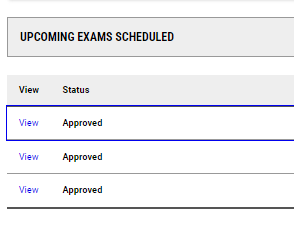 UPCOMING EXAMS SCHEDULED
View Status
View Approved
View Approved
View Approved